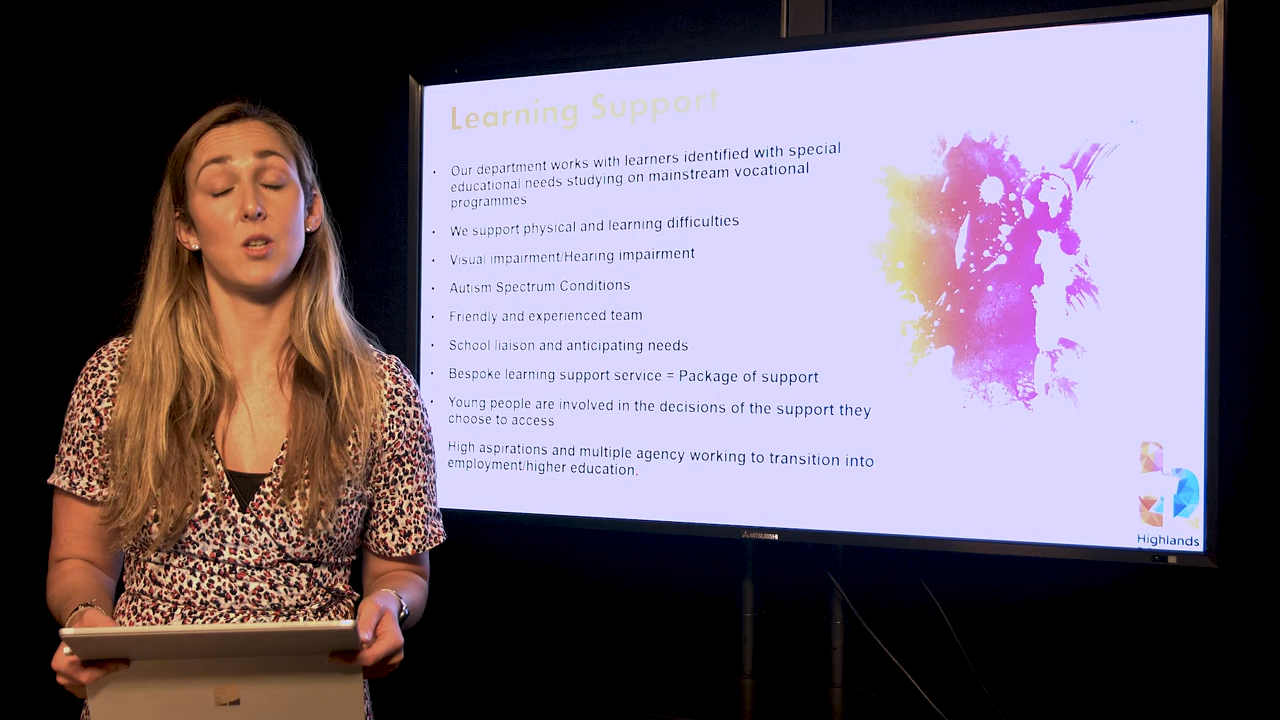 Learning Support
• Our department works with learners identified with special
educational needs studying on mainstream vocational
programmes
• We support physical and learning difficulties
• Visual impairment/Hearing impairment
• Autism Spectrum Conditions
• Friendly and experienced team
• School liaison and anticipating needs
• Bespoke learning support service = Package of support
• Young people are involved in the decisions of the support they
choose to access
High aspirations and multiple agency working to transition into
employment/higher education.
Highlands
MITSUBISHI